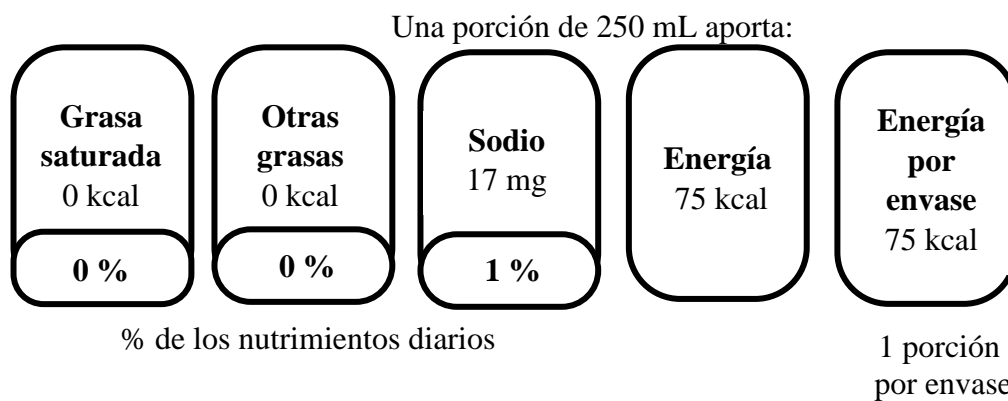 Una porción de 250 mL aporta:
Grasa
saturada
0 kcal
0 %
Otras
grasas
0 kcal
0 %
Sodio
17 mg
1 %
Energía
75 kcal
Energía
por
envase
75 kcal
% de los nutrimientos diarios
1 porción
por envase